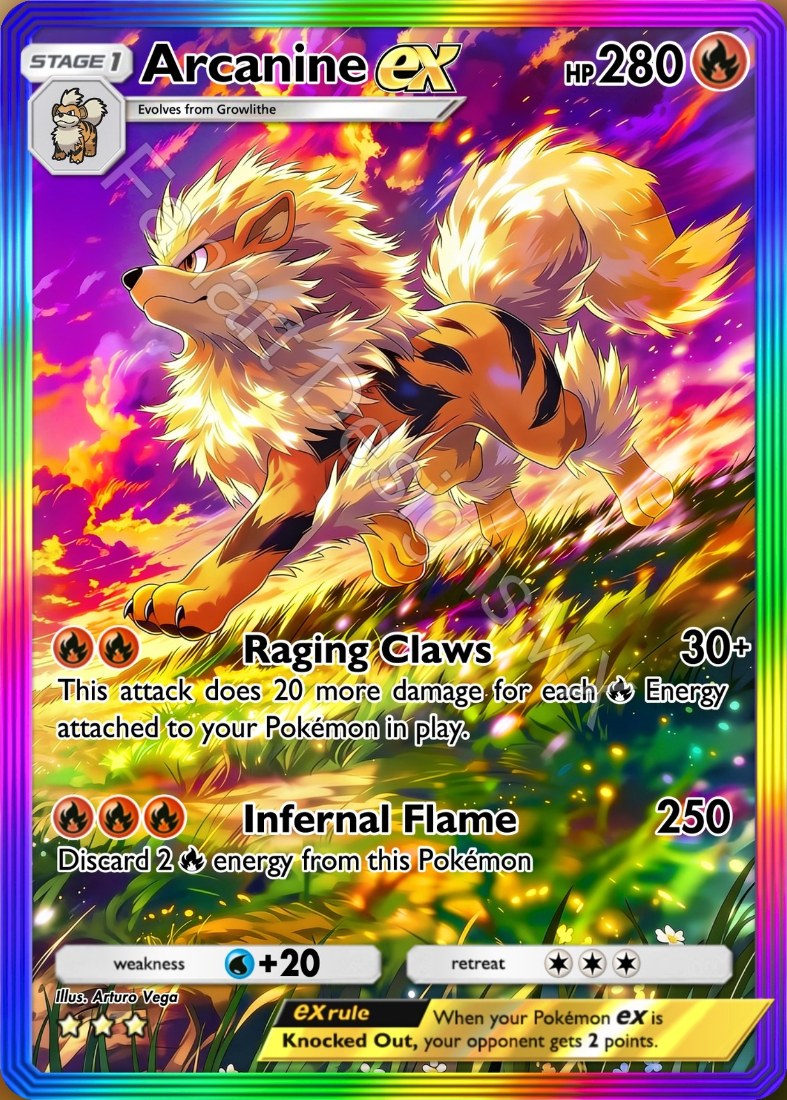 STAGE 1
Arcanine ex
HP 280
Evolves from Growlithe
Fanart DesignsMX
Raging Claws 30+
This attack does 20 more damage for each Energy
attached to your Pokémon in play.
Infernal Flame 250
Discard 2 energy from this Pokémon
weakness +20
retreat
Illus. Arturo Vega
ex rule
When your Pokémon ex is
Knocked Out, your opponent gets 2 points.